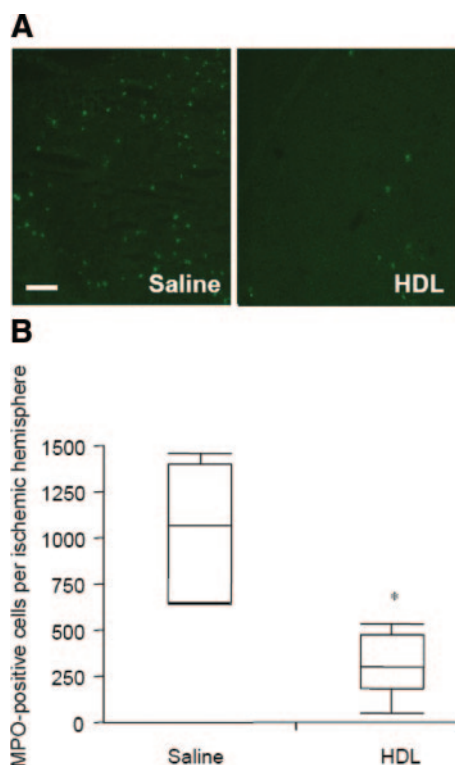 A
Saline
HDL
B
MPO-positive cells per ischemic hemisphere
1500
1250
1000
750
500
250
0
*
Saline
HDL